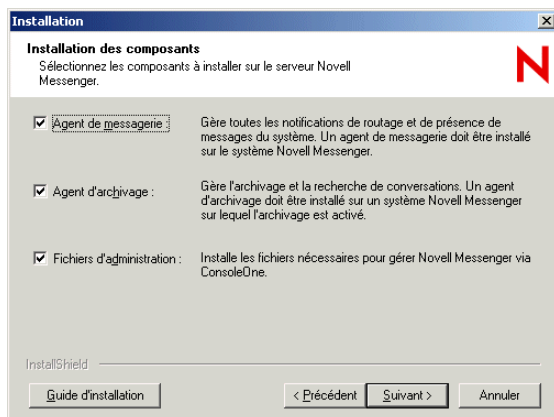 Installation
Installation des composants
Sélectionnez les composants à installer sur le serveur Novell
Messenger.
N
Agent de messagerie :
Gère toutes les notifications de routage et de présence de
messages du système. Un agent de messagerie doit être installé
sur le système Novell Messenger.
Agent d'archivage :
Gère l'archivage et la recherche de conversations. Un agent
d'archivage doit être installé sur un système Novell Messenger
sur lequel l'archivage est activé.
Fichiers d'administration :
Installe les fichiers nécessaires pour gérer Novell Messenger via
ConsoleOne.
InstallShield
Guide d'installation
< Précédent
Suivant >
Annuler